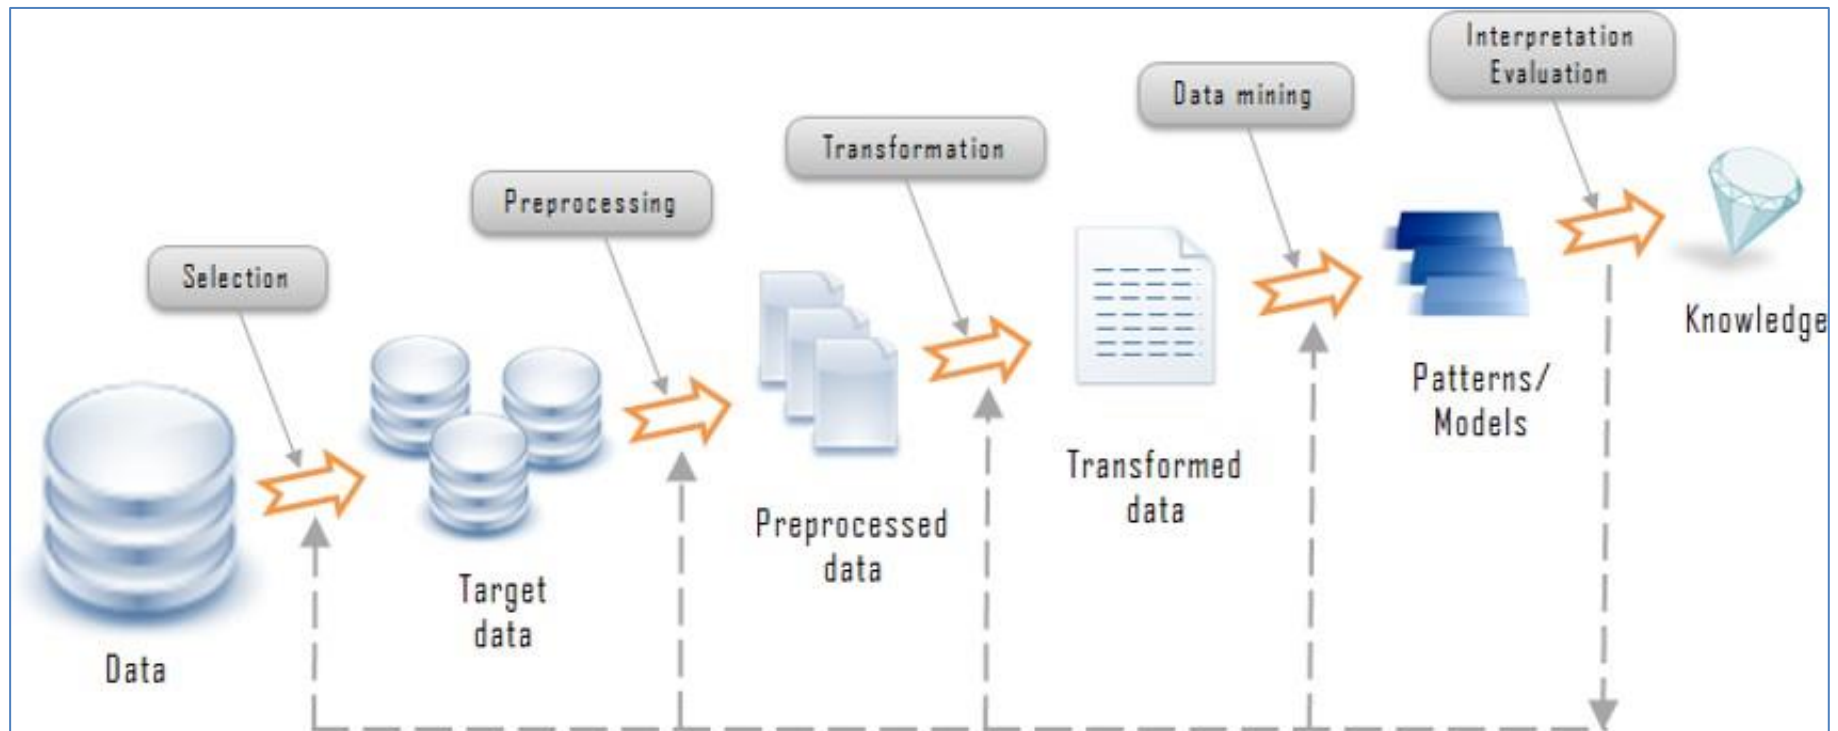 Interpretation
Evaluation
Data mining
Transformation
Preprocessing
Selection
Knowledge
Patterns/
Models
Transformed
data
Preprocessed
data
Target
data
Data